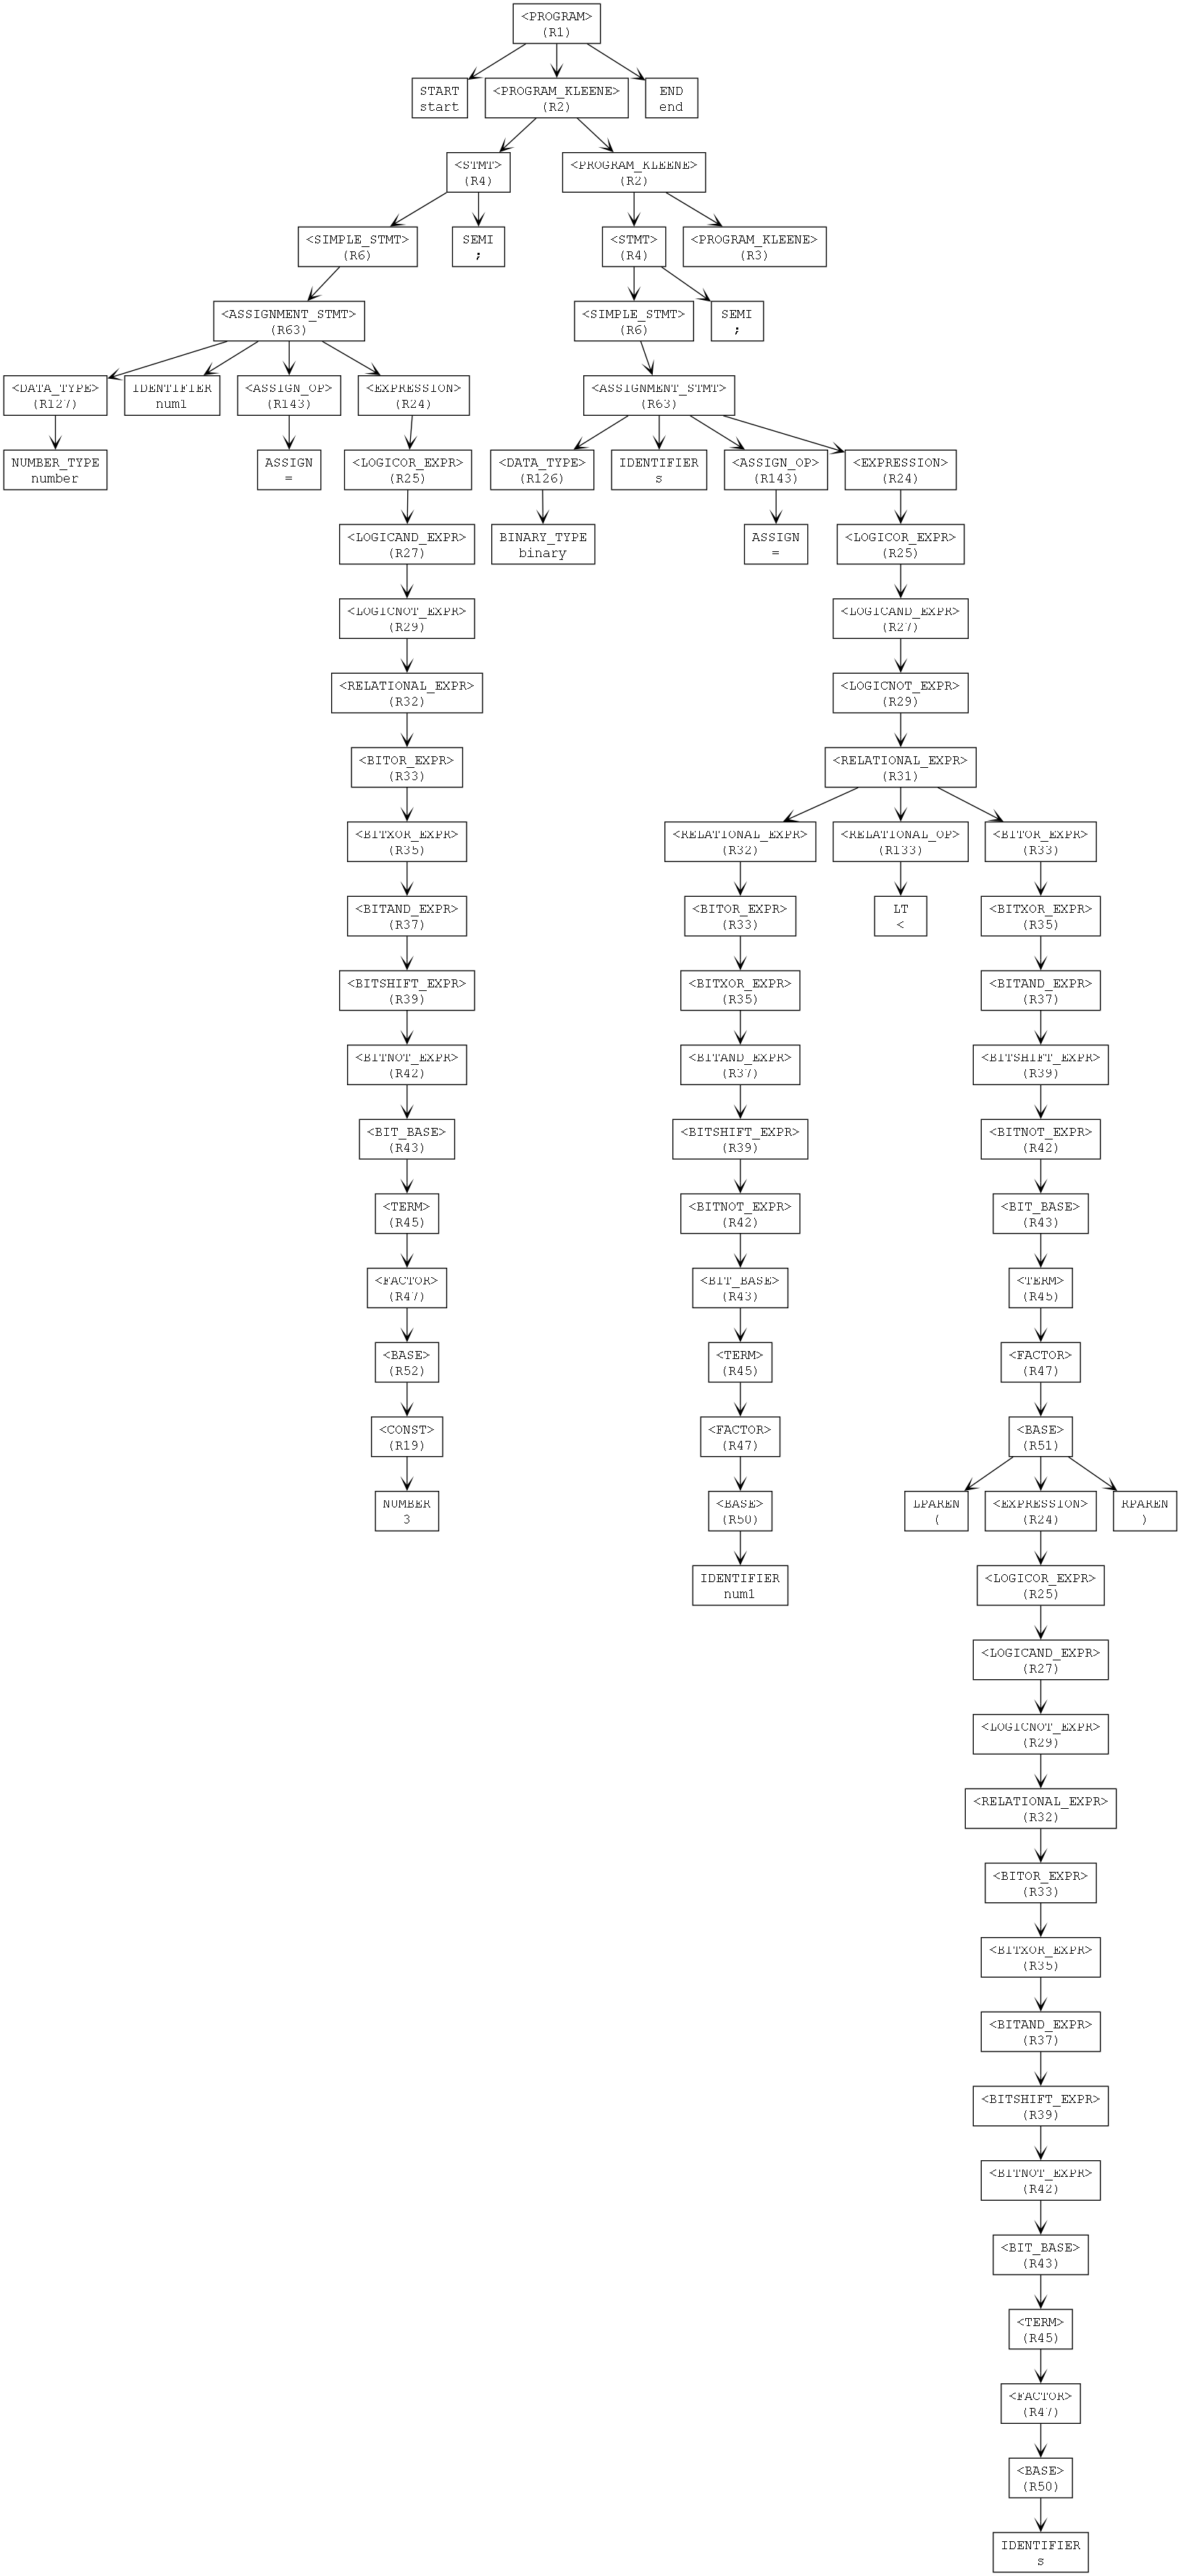 <PROGRAM>
(R1)
START
start
<PROGRAM_KLEENE>
(R2)
END
end
<STMT>
(R4)
<PROGRAM_KLEENE>
(R2)
<SIMPLE_STMT>
(R6)
SEMI
;
<STMT>
(R4)
<PROGRAM_KLEENE>
(R3)
<ASSIGNMENT_STMT>
(R63)
<SIMPLE_STMT>
(R6)
SEMI
;
<DATA_TYPE>
(R127)
IDENTIFIER
num1
<ASSIGN_OP>
(R143)
<EXPRESSION>
(R24)
<ASSIGNMENT_STMT>
(R63)
NUMBER_TYPE
number
ASSIGN
=
<LOGICOR_EXPR>
(R25)
<DATA_TYPE>
(R126)
IDENTIFIER
s
<ASSIGN_OP>
(R143)
<EXPRESSION>
(R24)
<LOGICAND_EXPR>
(R27)
BINARY_TYPE
binary
ASSIGN
=
<LOGICOR_EXPR>
(R25)
<LOGICNOT_EXPR>
(R29)
<LOGICAND_EXPR>
(R27)
<RELATIONAL_EXPR>
(R32)
<LOGICNOT_EXPR>
(R29)
<BITOR_EXPR>
(R33)
<RELATIONAL_EXPR>
(R31)
<BITXOR_EXPR>
(R35)
<RELATIONAL_EXPR>
(R32)
<RELATIONAL_OP>
(R133)
<BITOR_EXPR>
(R33)
<BITAND_EXPR>
(R37)
<BITOR_EXPR>
(R33)
LT
<
<BITXOR_EXPR>
(R35)
<BITSHIFT_EXPR>
(R39)
<BITXOR_EXPR>
(R35)
<BITAND_EXPR>
(R37)
<BITNOT_EXPR>
(R42)
<BITAND_EXPR>
(R37)
<BITSHIFT_EXPR>
(R39)
<BIT_BASE>
(R43)
<BITSHIFT_EXPR>
(R39)
<BITNOT_EXPR>
(R42)
<TERM>
(R45)
<BITNOT_EXPR>
(R42)
<BIT_BASE>
(R43)
<FACTOR>
(R47)
<BIT_BASE>
(R43)
<TERM>
(R45)
<BASE>
(R52)
<TERM>
(R45)
<FACTOR>
(R47)
<CONST>
(R19)
<FACTOR>
(R47)
<BASE>
(R51)
NUMBER
3
<BASE>
(R50)
LPAREN
(
<EXPRESSION>
(R24)
RPAREN
)
IDENTIFIER
num1
<LOGICOR_EXPR>
(R25)
<LOGICAND_EXPR>
(R27)
<LOGICNOT_EXPR>
(R29)
<RELATIONAL_EXPR>
(R32)
<BITOR_EXPR>
(R33)
<BITXOR_EXPR>
(R35)
<BITAND_EXPR>
(R37)
<BITSHIFT_EXPR>
(R39)
<BITNOT_EXPR>
(R42)
<BIT_BASE>
(R43)
<TERM>
(R45)
<FACTOR>
(R47)
<BASE>
(R50)
IDENTIFIER
s